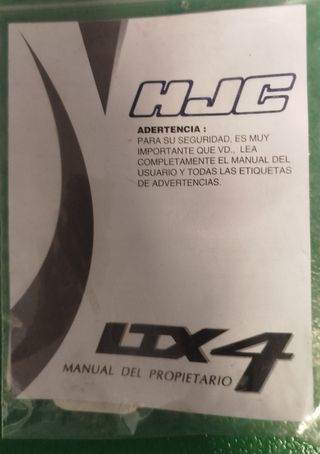 HJC
ADERTENCIA :
PARA SU SEGURIDAD, ES MUY
IMPORTANTE QUE VD., LEA
COMPLETAMENTE EL MANUAL DEL
USUARIO Y TODAS LAS ETIQUETAS
DE ADVERTENCIAS.
LTX4
MANUAL DEL PROPIETARIO